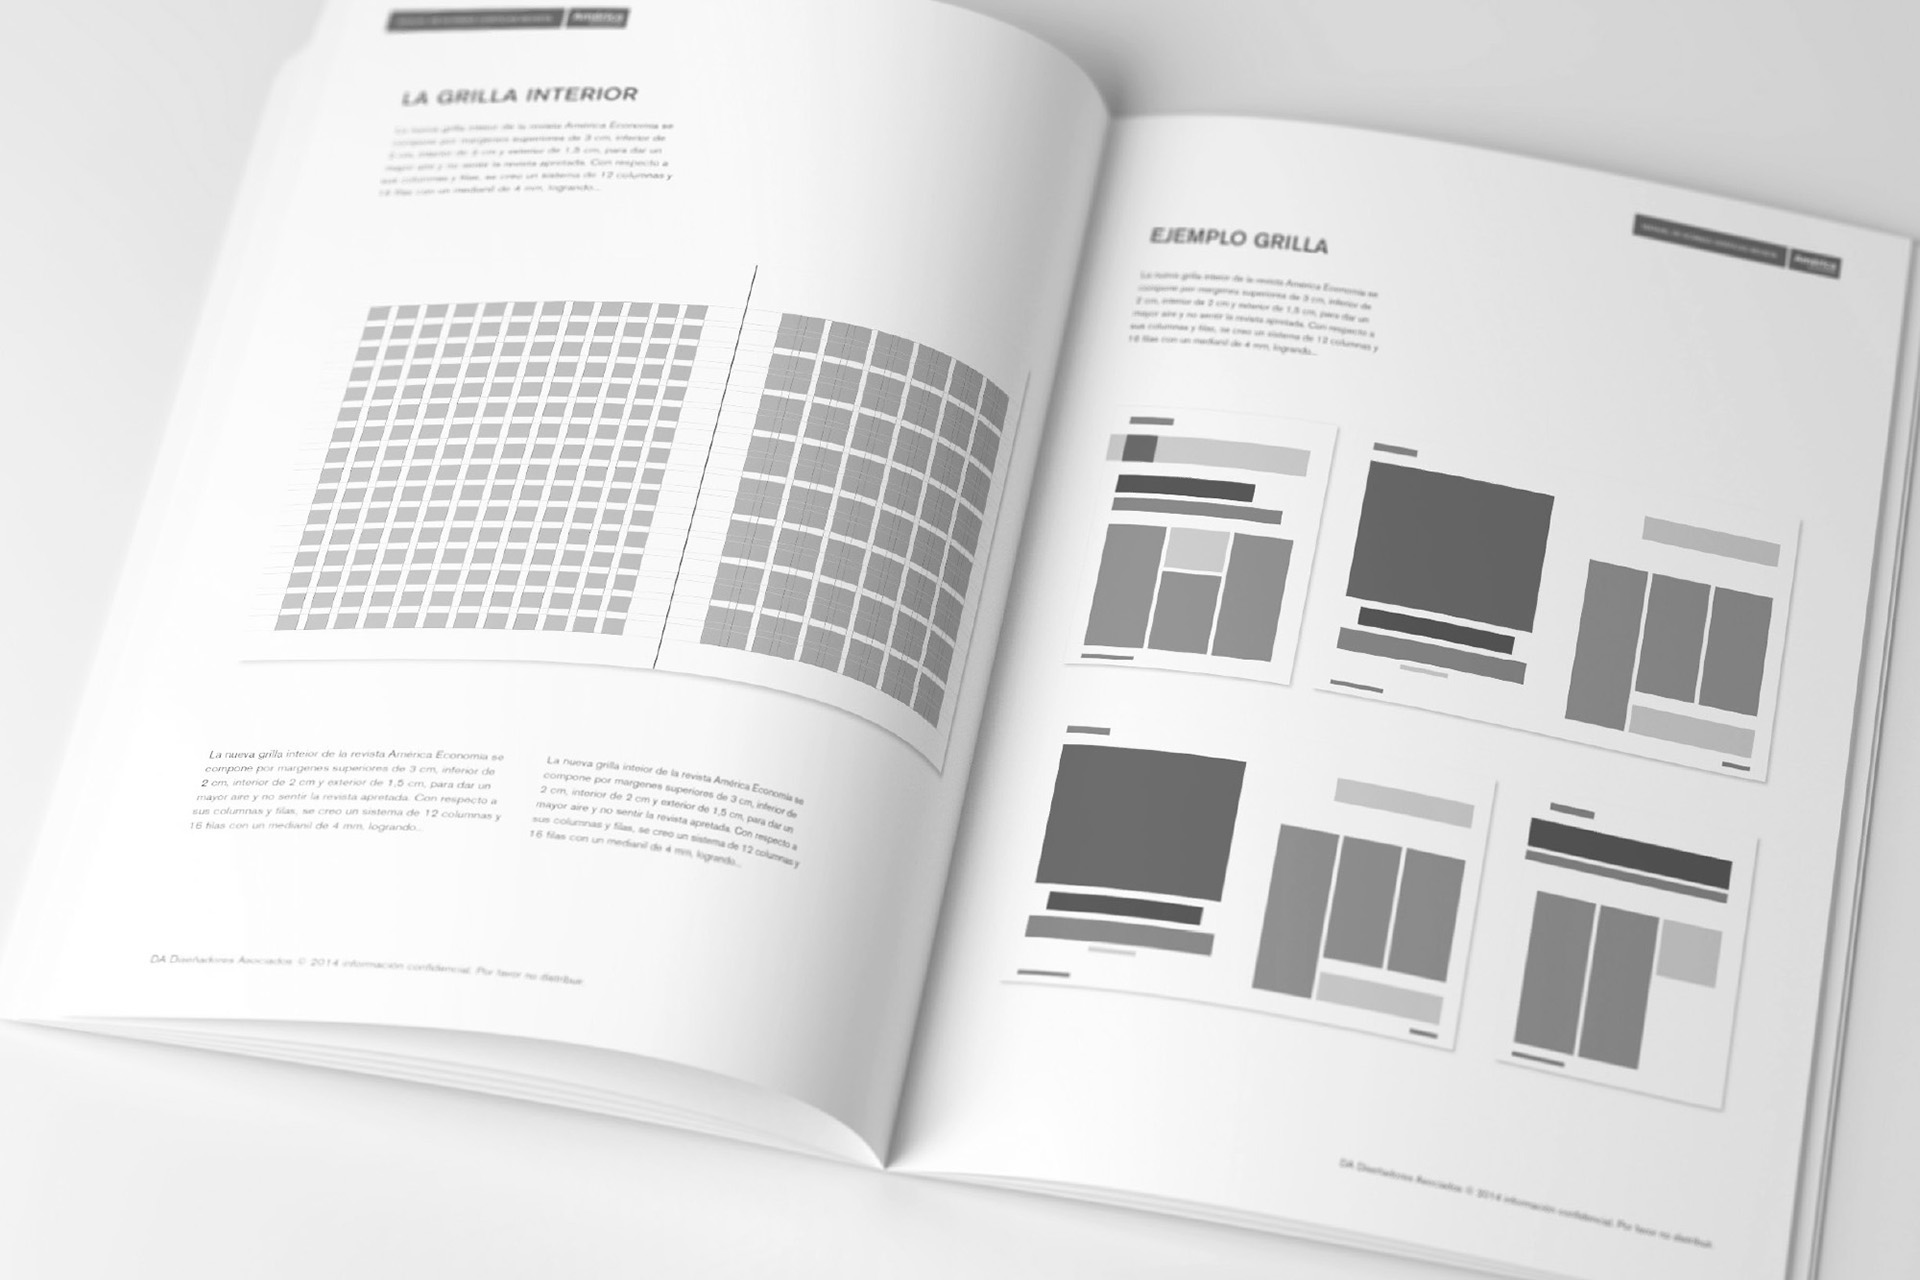 América
LA GRILLA INTERIOR
La nueva grilla inteior de la revista América Economía se
compone por margenes superiores de 3 cm, inferior de
2 cm, interior de 2 cm y exterior de 1,5 cm, para dar un
mayor aire y no sentir la revista apretada. Con respecto a
sus columnas y filas, se creo un sistema de 12 columnas y
16 filas con un medianil de 4 mm, logrando...
La nueva grilla inteior de la revista América Economía se
compone por margenes superiores de 3 cm, inferior de
2 cm, interior de 2 cm y exterior de 1,5 cm, para dar un
mayor aire y no sentir la revista apretada. Con respecto a
sus columnas y filas, se creo un sistema de 12 columnas y
16 filas con un medianil de 4 mm, logrando...
La nueva grilla inteior de la revista América Economía se
compone por margenes superiores de 3 cm, inferior de
2 cm, interior de 2 cm y exterior de 1,5 cm, para dar un
mayor aire y no sentir la revista apretada. Con respecto a
sus columnas y filas, se creo un sistema de 12 columnas y
16 filas con un medianil de 4 mm, logrando...
DA Diseñadores Asociados © 2014 información confidencial. Por favor no distribuir.
América
EJEMPLO GRILLA
La nueva grilla inteior de la revista América Economía se
compone por margenes superiores de 3 cm, inferior de
2 cm, interior de 2 cm y exterior de 1,5 cm, para dar un
mayor aire y no sentir la revista apretada. Con respecto a
sus columnas y filas, se creo un sistema de 12 columnas y
16 filas con un medianil de 4 mm, logrando...
DA Diseñadores Asociados © 2014 información confidencial. Por favor no distribuir.